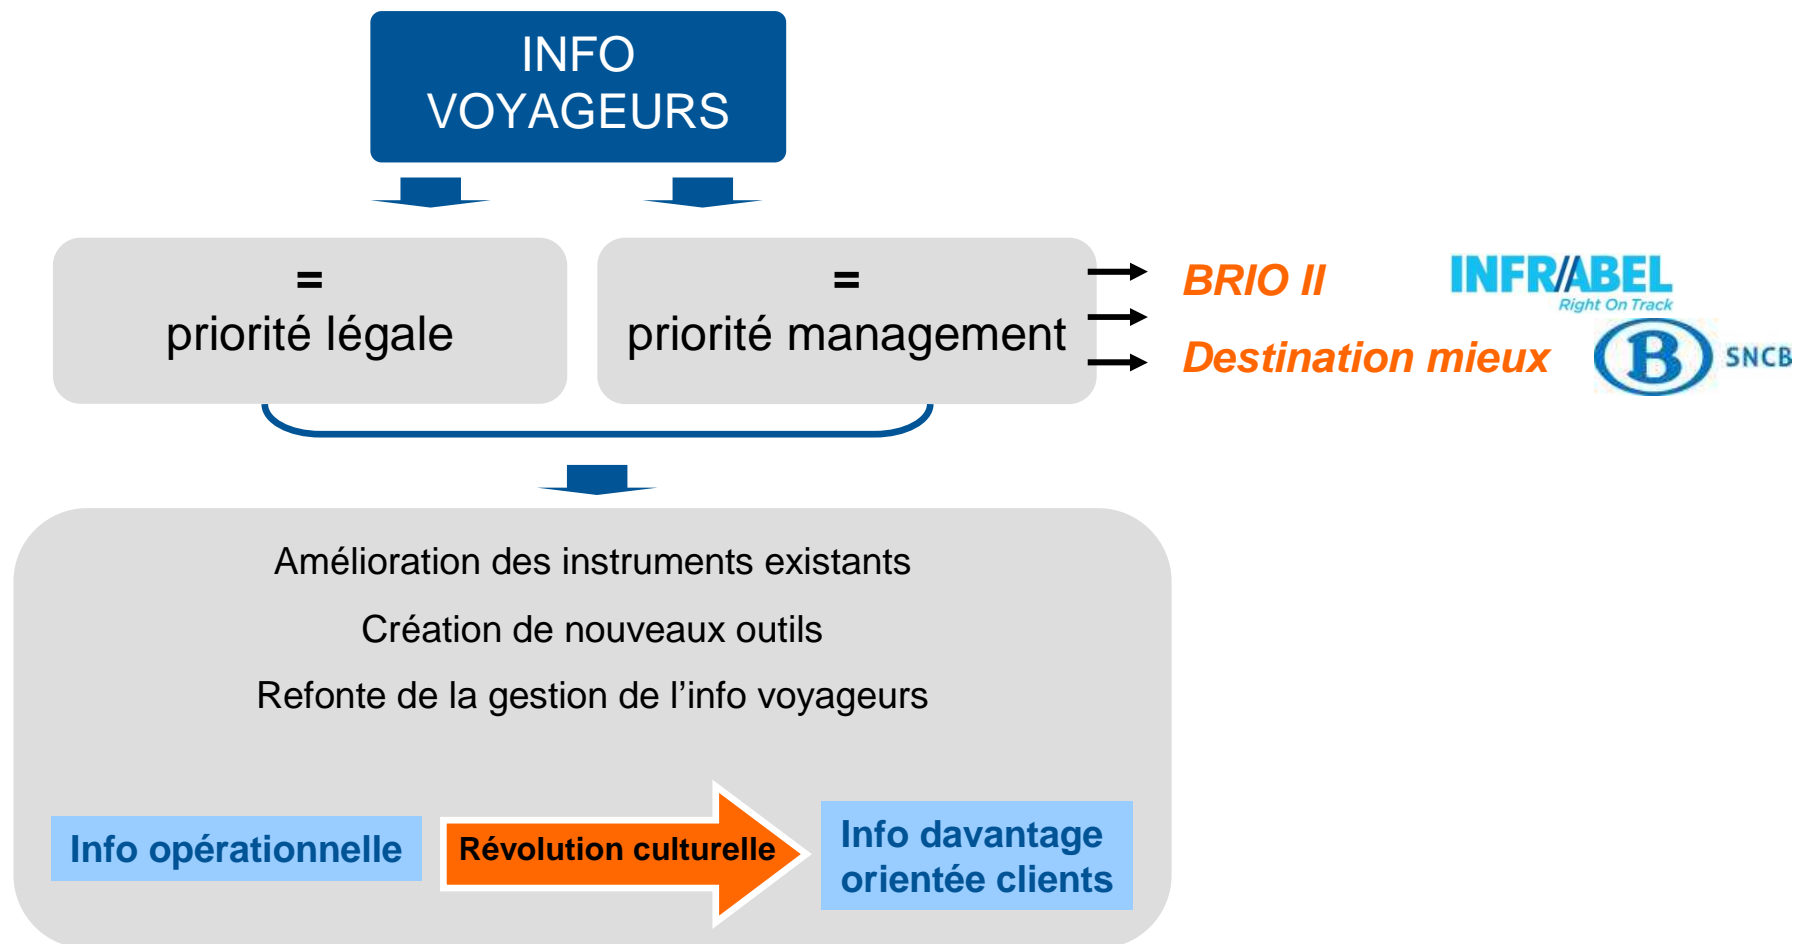 INFO
VOYAGEURS
=
priorité légale
=
priorité management
BRIO II
INFRABEL
Right On Track
Destination mieux
B SNCB
Amélioration des instruments existants
Création de nouveaux outils
Refonte de la gestion de l’info voyageurs
Info opérationnelle
Révolution culturelle
Info davantage
orientée clients